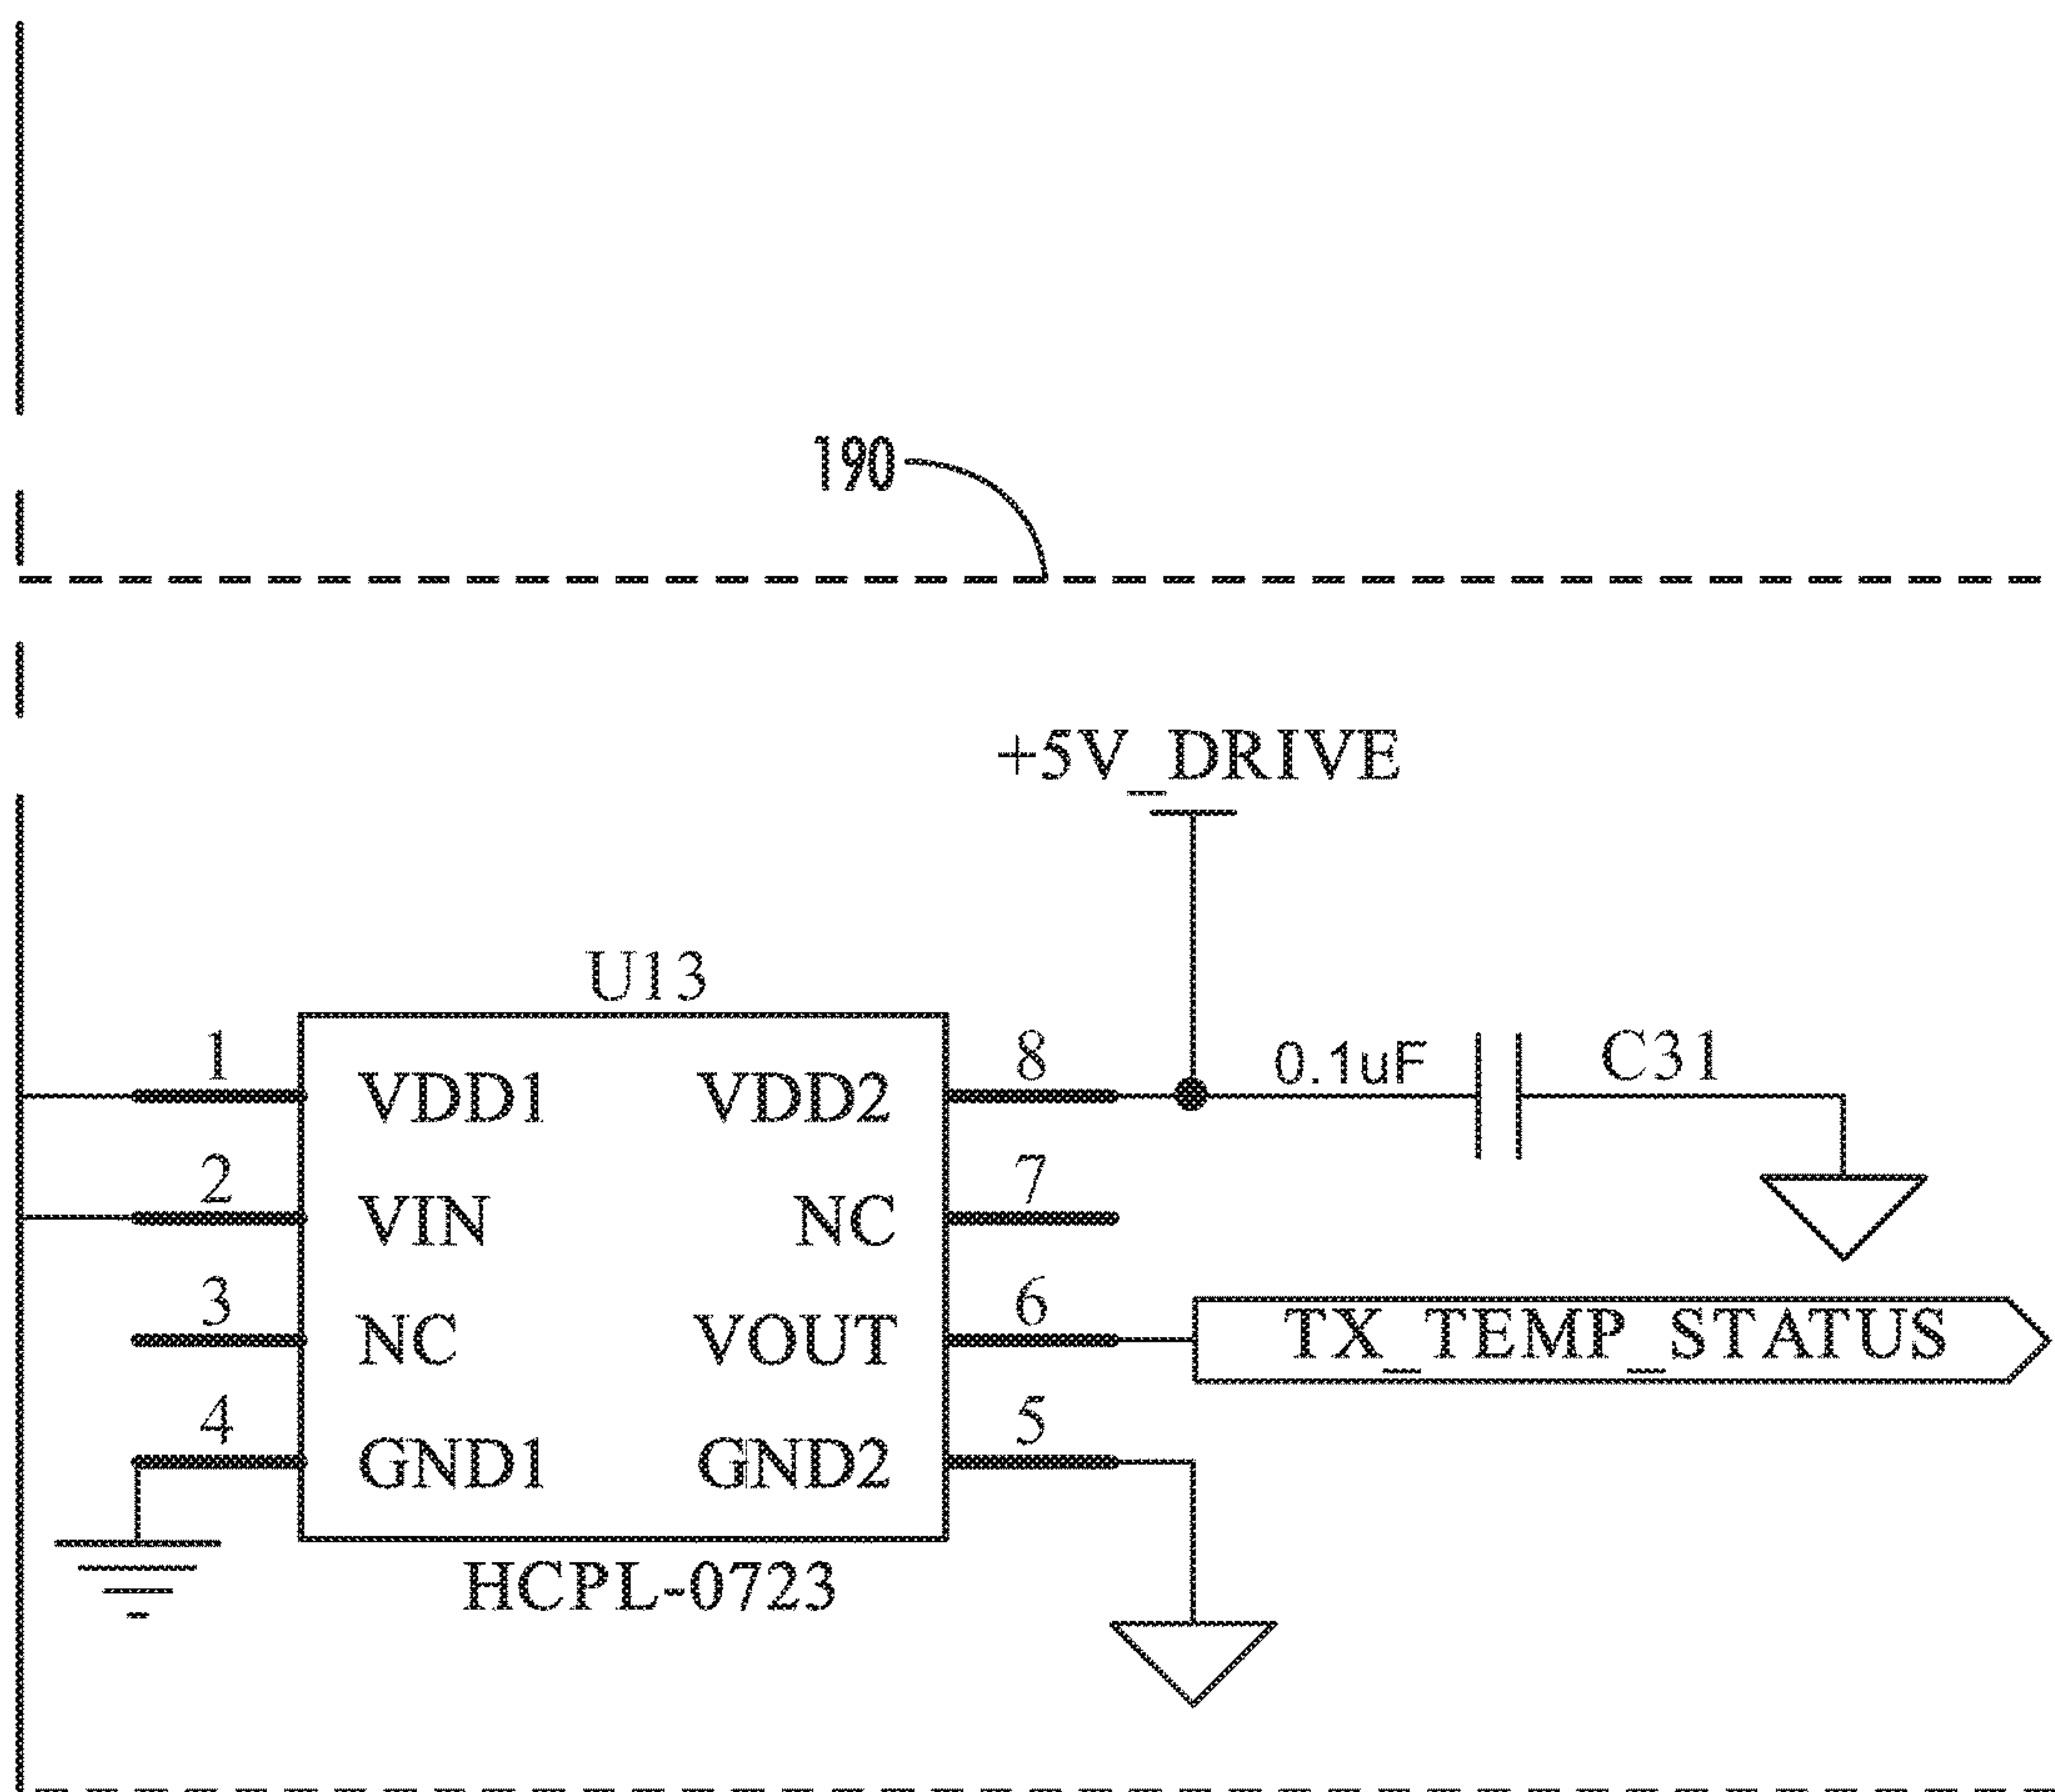 190
+5V_DRIVE
U13
1 VDD1 VDD2 8 0.1uF C31
2 VIN NC 7
3 NC VOUT 6 TX_TEMP_STATUS
4 GND1 GND2 5
HCPL-0723